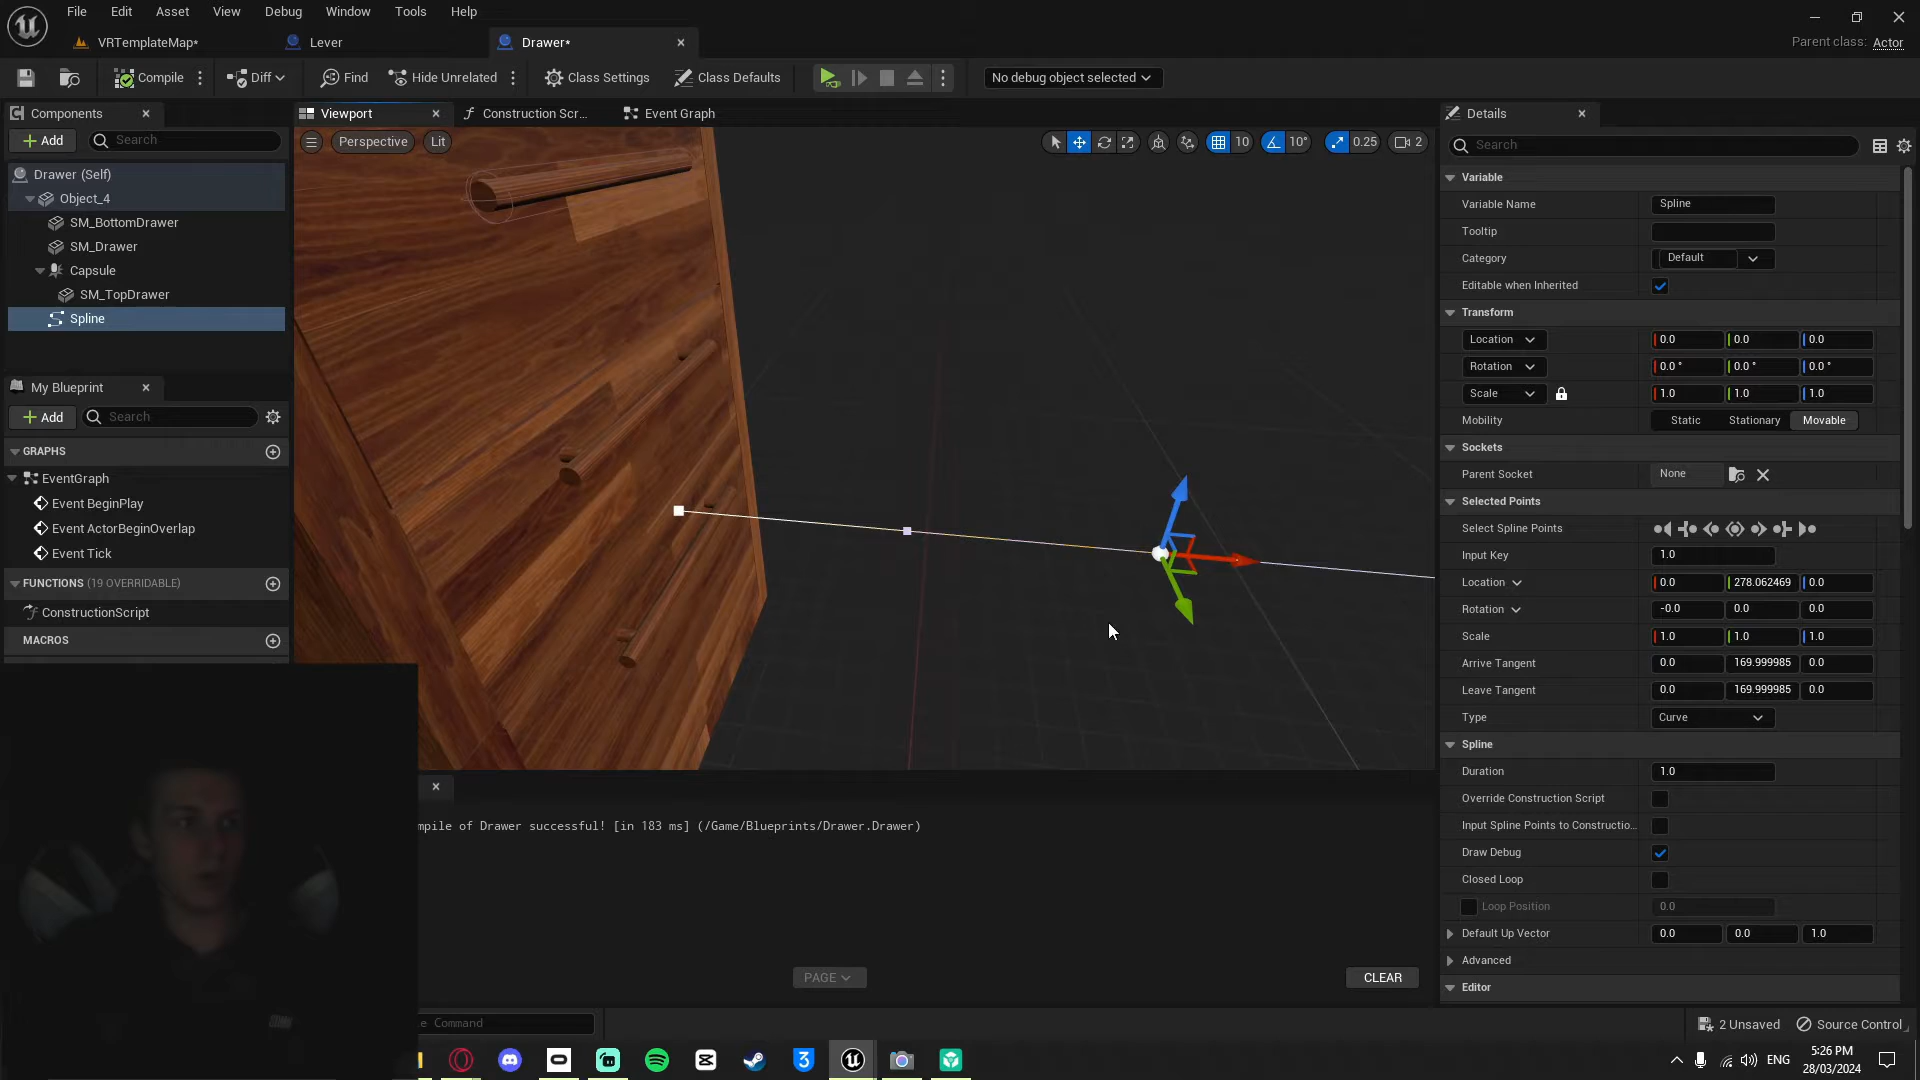 File Edit Asset View Debug Window Tools Help
VRTemplateMap* Lever Drawer*
Parent class: Actor
Compile Diff Find Hide Unrelated Class Settings Class Defaults No debug object selected
Components
Add Search
Drawer (Self)
Object_4
SM_BottomDrawer
SM_Drawer
Capsule
SM_TopDrawer
Spline
My Blueprint
Add Search
GRAPHS
EventGraph
Event BeginPlay
Event ActorBeginOverlap
Event Tick
FUNCTIONS (19 OVERRIDABLE)
ConstructionScript
MACROS
Viewport Construction Scr... Event Graph
Perspective Lit 10 10° 0.25 2
mpile of Drawer successful! [in 183 ms] (/Game/Blueprints/Drawer.Drawer)
PAGE CLEAR
e Command
2 Unsaved Source Control
Details
Search
Variable
Variable Name Spline
Tooltip
Category Default
Editable when Inherited
Transform
Location 0.0 0.0 0.0
Rotation 0.0 ° 0.0 ° 0.0 °
Scale 1.0 1.0 1.0
Mobility Static Stationary Movable
Sockets
Parent Socket None
Selected Points
Select Spline Points
Input Key 1.0
Location 0.0 278.062469 0.0
Rotation -0.0 0.0 0.0
Scale 1.0 1.0 1.0
Arrive Tangent 0.0 169.999985 0.0
Leave Tangent 0.0 169.999985 0.0
Type Curve
Spline
Duration 1.0
Override Construction Script
Input Spline Points to Constructio...
Draw Debug
Closed Loop
Loop Position 0.0
Default Up Vector 0.0 0.0 1.0
Advanced
Editor
ENG 5:26 PM
28/03/2024